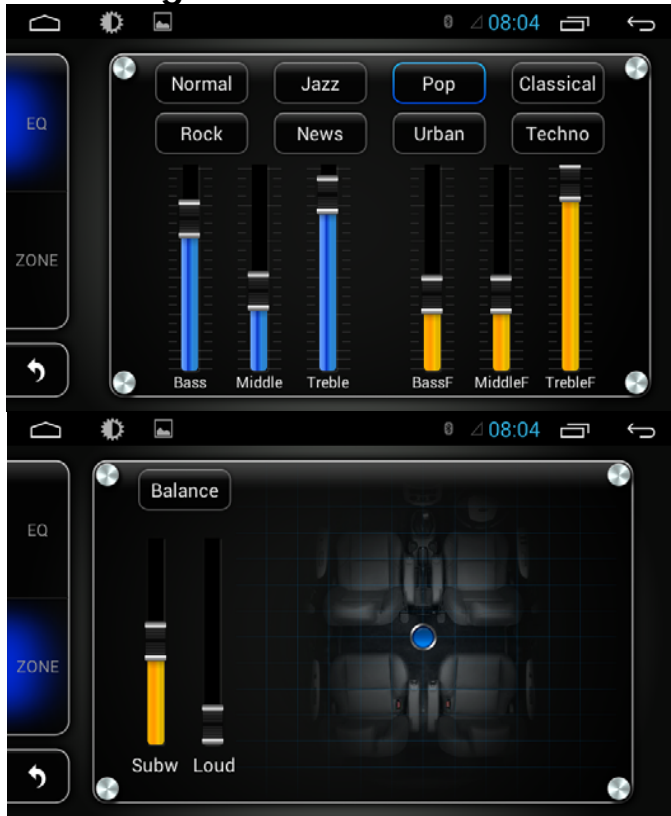 08:04
Normal Jazz Pop Classical
EQ
Rock News Urban Techno
ZONE
Bass Middle Treble BassF MiddleF TrebleF
08:04
Balance
EQ
ZONE
Subw Loud